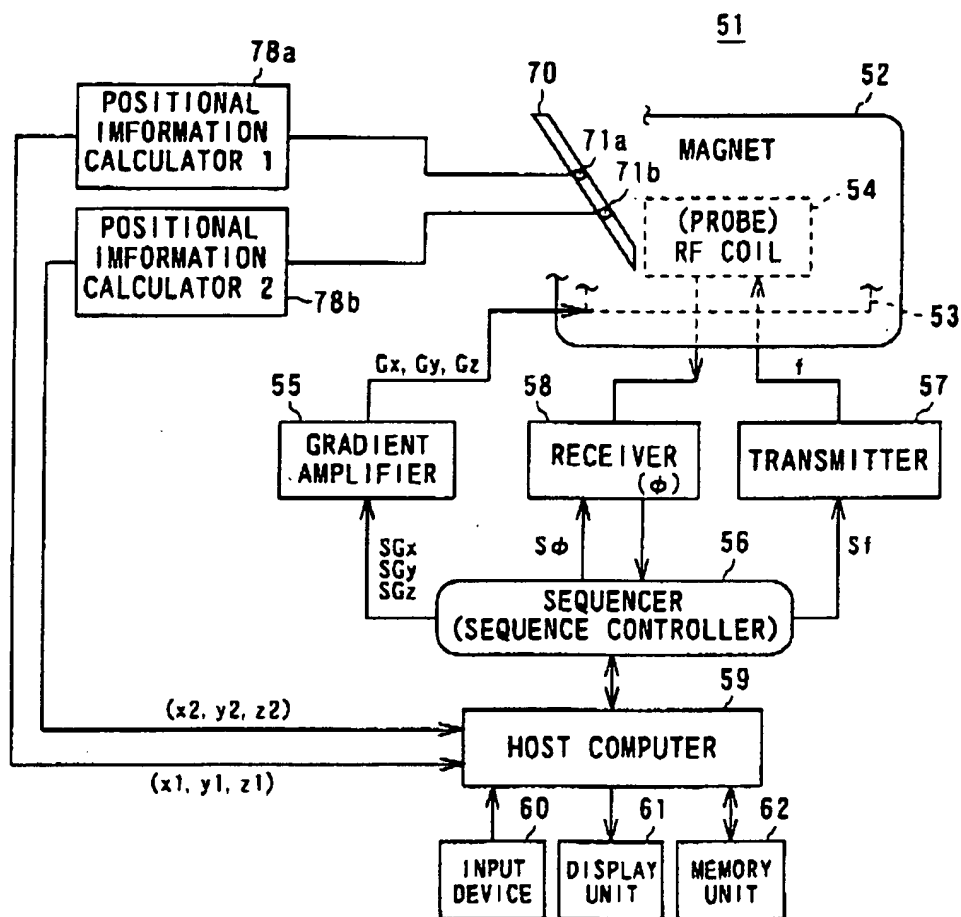 51
78a
POSITIONAL
IMFORMATION
CALCULATOR 1
70
52
71a
MAGNET
71b
54
(PROBE)
RF COIL
POSITIONAL
IMFORMATION
CALCULATOR 2
78b
53
Gx, Gy, Gz
f
55
58
57
GRADIENT
AMPLIFIER
RECEIVER
(ϕ)
TRANSMITTER
SGx
SGy
SGz
Sϕ
56
Sf
SEQUENCER
(SEQUENCE CONTROLLER)
59
(x2, y2, z2)
HOST COMPUTER
(x1, y1, z1)
60
61
62
INPUT
DEVICE
DISPLAY
UNIT
MEMORY
UNIT